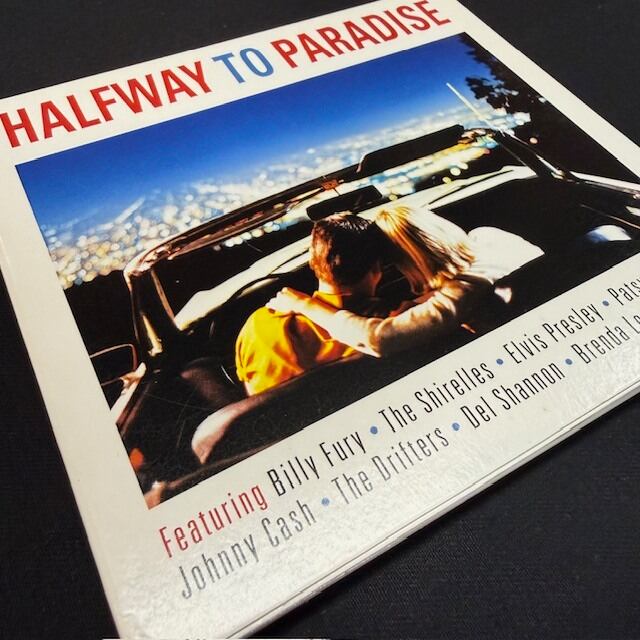 HALFWAY TO PARADISE
Featuring Billy Fury • The Shirelles • Elvis Presley •
Johnny Cash • The Drifters • Del Shannon • Brenda